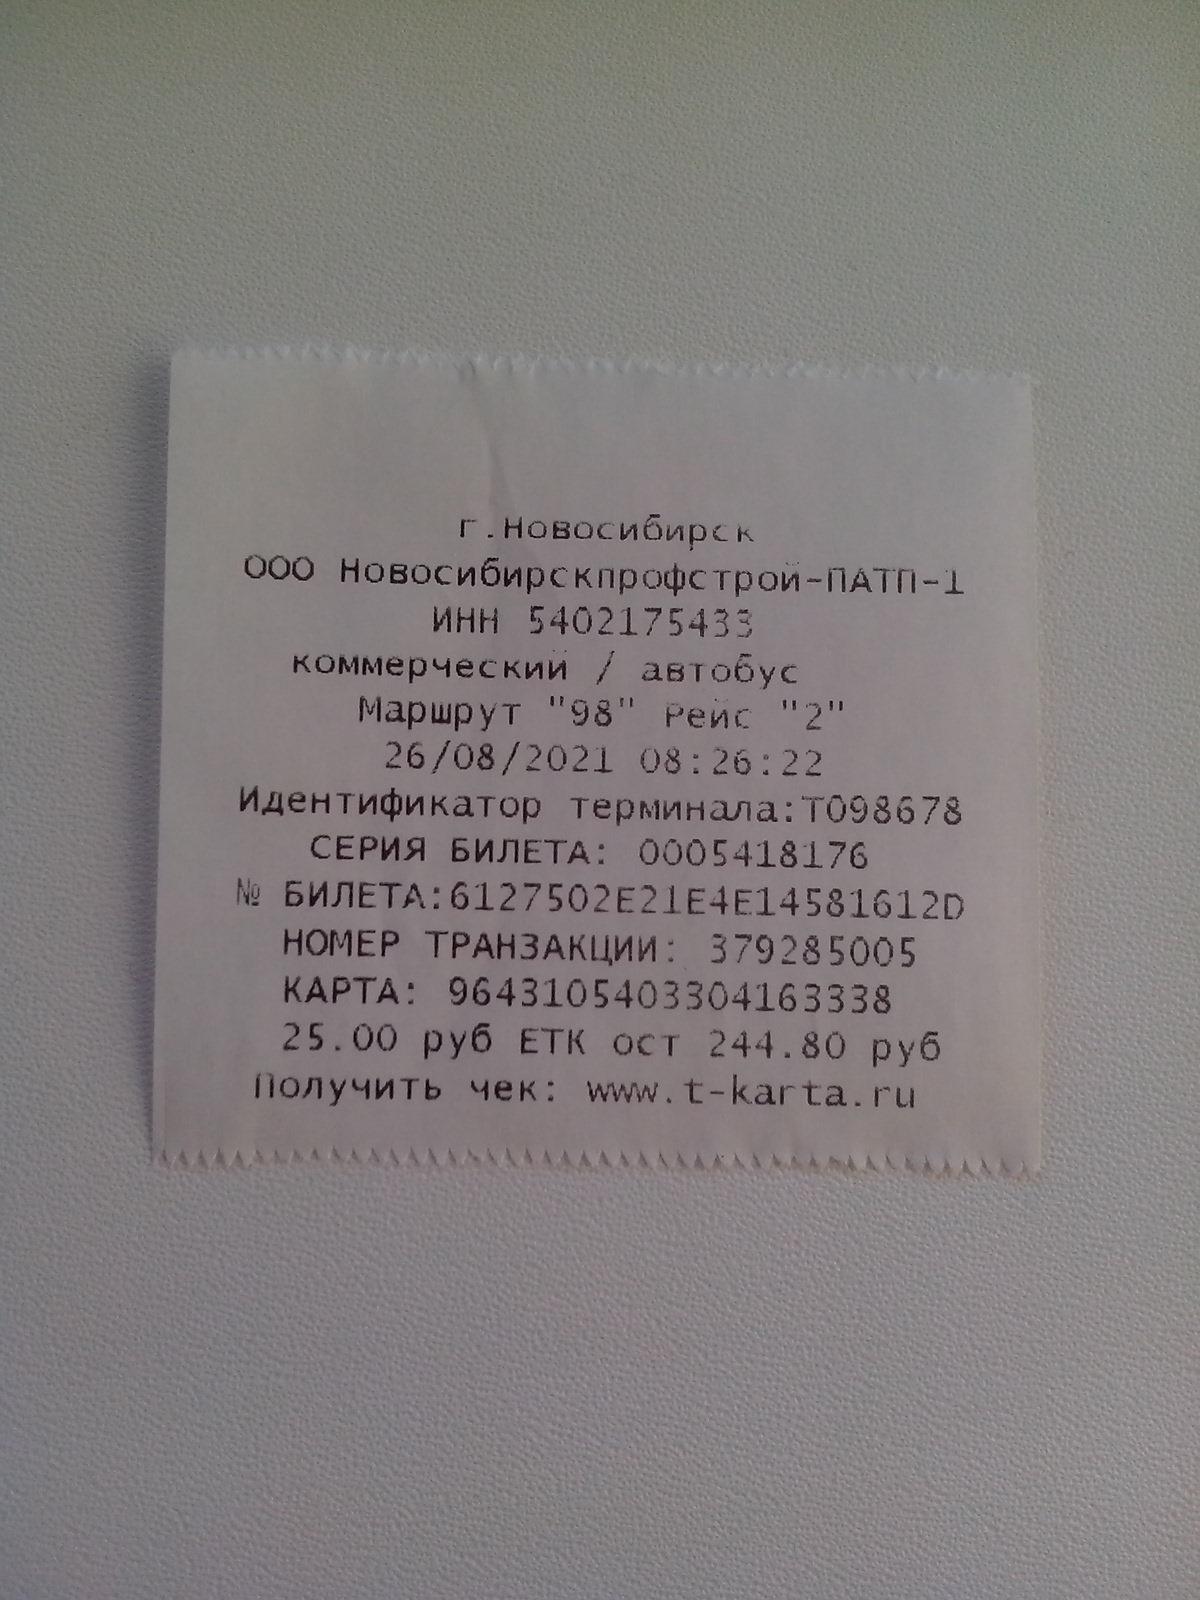 г.Новосибирск
ООО Новосибирскпрофстрой-ПАТП-1
ИНН 5402175433
коммерческий / автобус
Маршрут "98" Рейс "2"
26/08/2021 08:26:22
Идентификатор терминала:T098678
СЕРИЯ БИЛЕТА: 0005418176
№ БИЛЕТА:6127502E21E4E14581612D
НОМЕР ТРАНЗАКЦИИ: 379285005
КАРТА: 9643105403304163338
25.00 руб ЕТК ост 244.80 руб
Получить чек: www.t-karta.ru